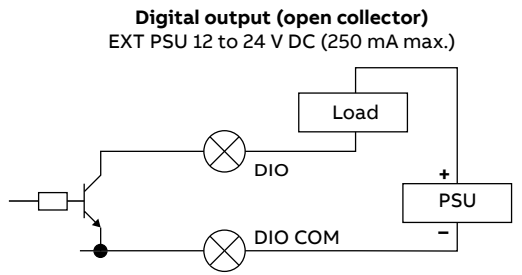 Digital output (open collector)
EXT PSU 12 to 24 V DC (250 mA max.)
Load
DIO
+
PSU
DIO COM
–